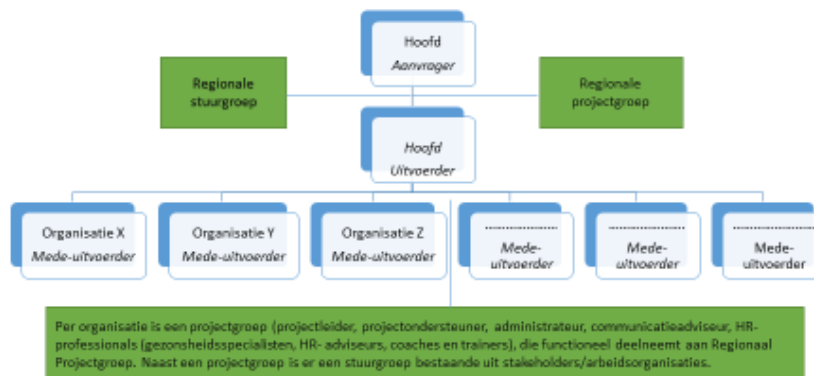 Hoofd
Aanvrager
Regionale
stuurgroep
Regionale
projectgroep
Hoofd
Uitvoerder
Organisatie X
Mede-uitvoerder
Organisatie Y
Mede-uitvoerder
Organisatie Z
Mede-uitvoerder
......................
Mede-
uitvoerder
......................
Mede-
uitvoerder
......................
Mede-
uitvoerder
Per organisatie is een projectgroep (projectleider, projectondersteuner, administrateur, communicatieadviseur, HR-
professionals (gezonsheidsspecialisten, HR- adviseurs, coaches en trainers), die functioneel deelneemt aan Regionaal
Projectgroep. Naast een projectgroep is er een stuurgroep bestaande uit stakeholders/arbeidsorganisaties.